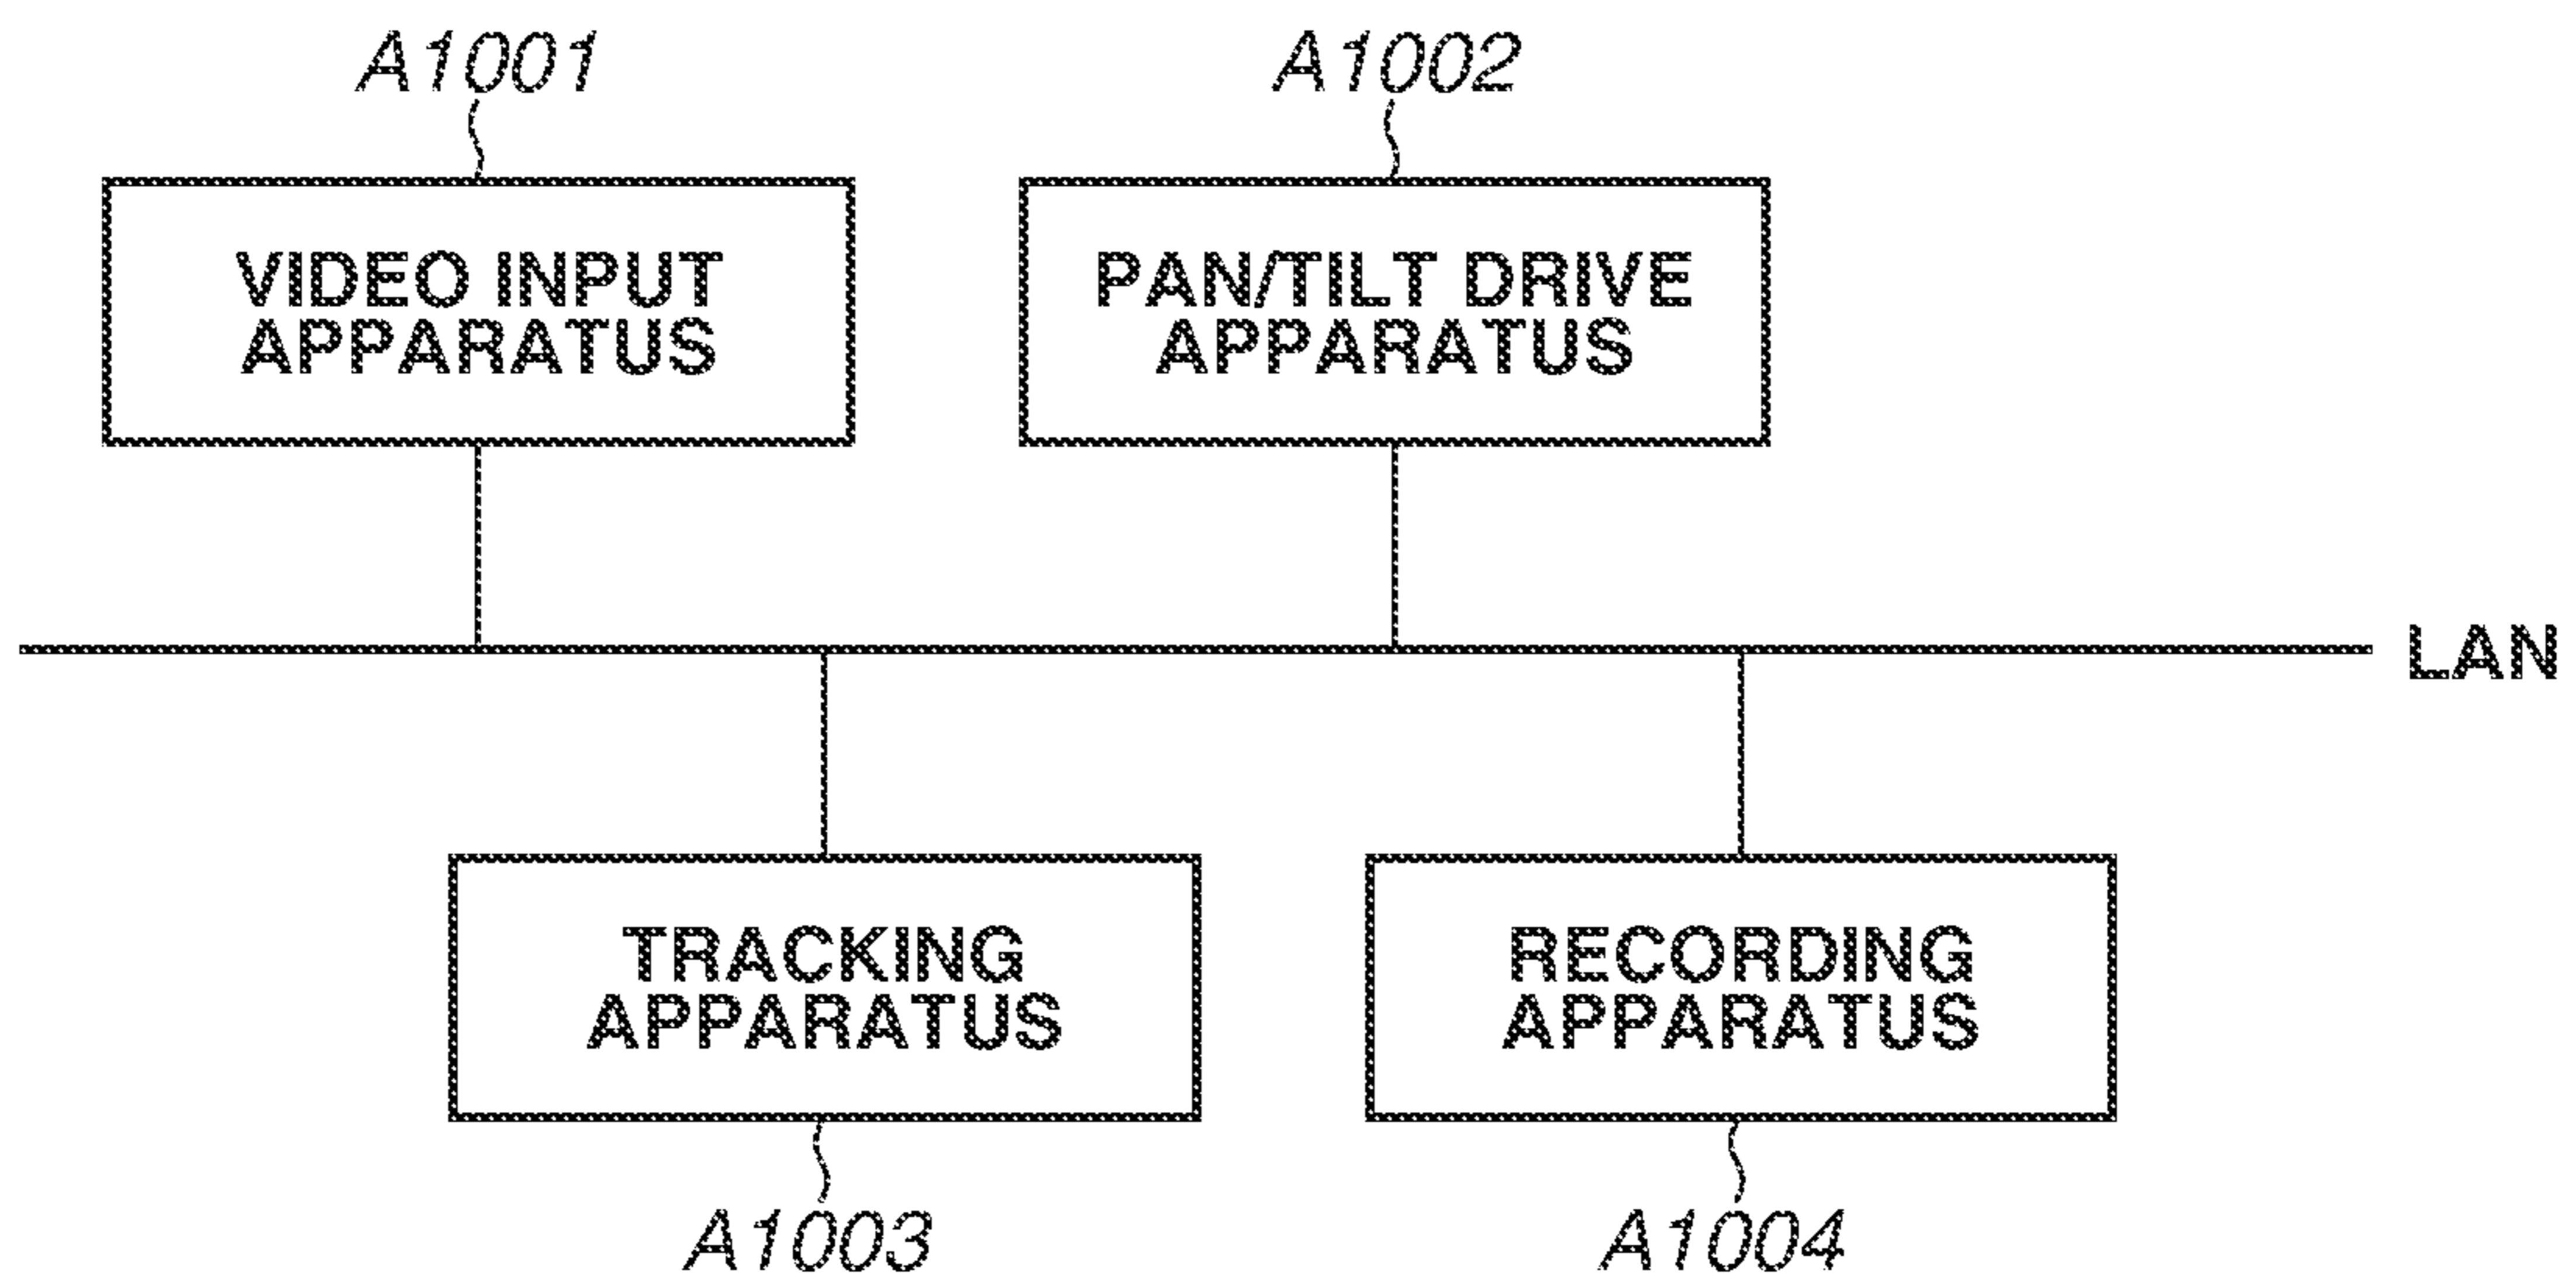 A1001
A1002
VIDEO INPUT
APPARATUS
PAN/TILT DRIVE
APPARATUS
LAN
TRACKING
APPARATUS
RECORDING
APPARATUS
A1003
A1004